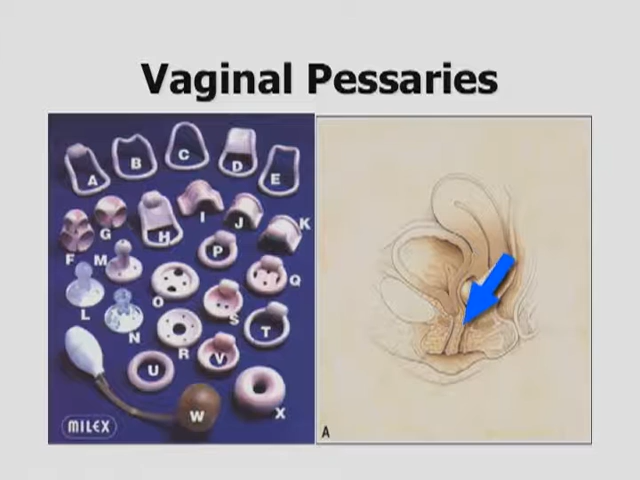 Vaginal Pessaries
A B C D E
F G H I J K
L M N O P Q
R S T
U V W X
MILEX
A